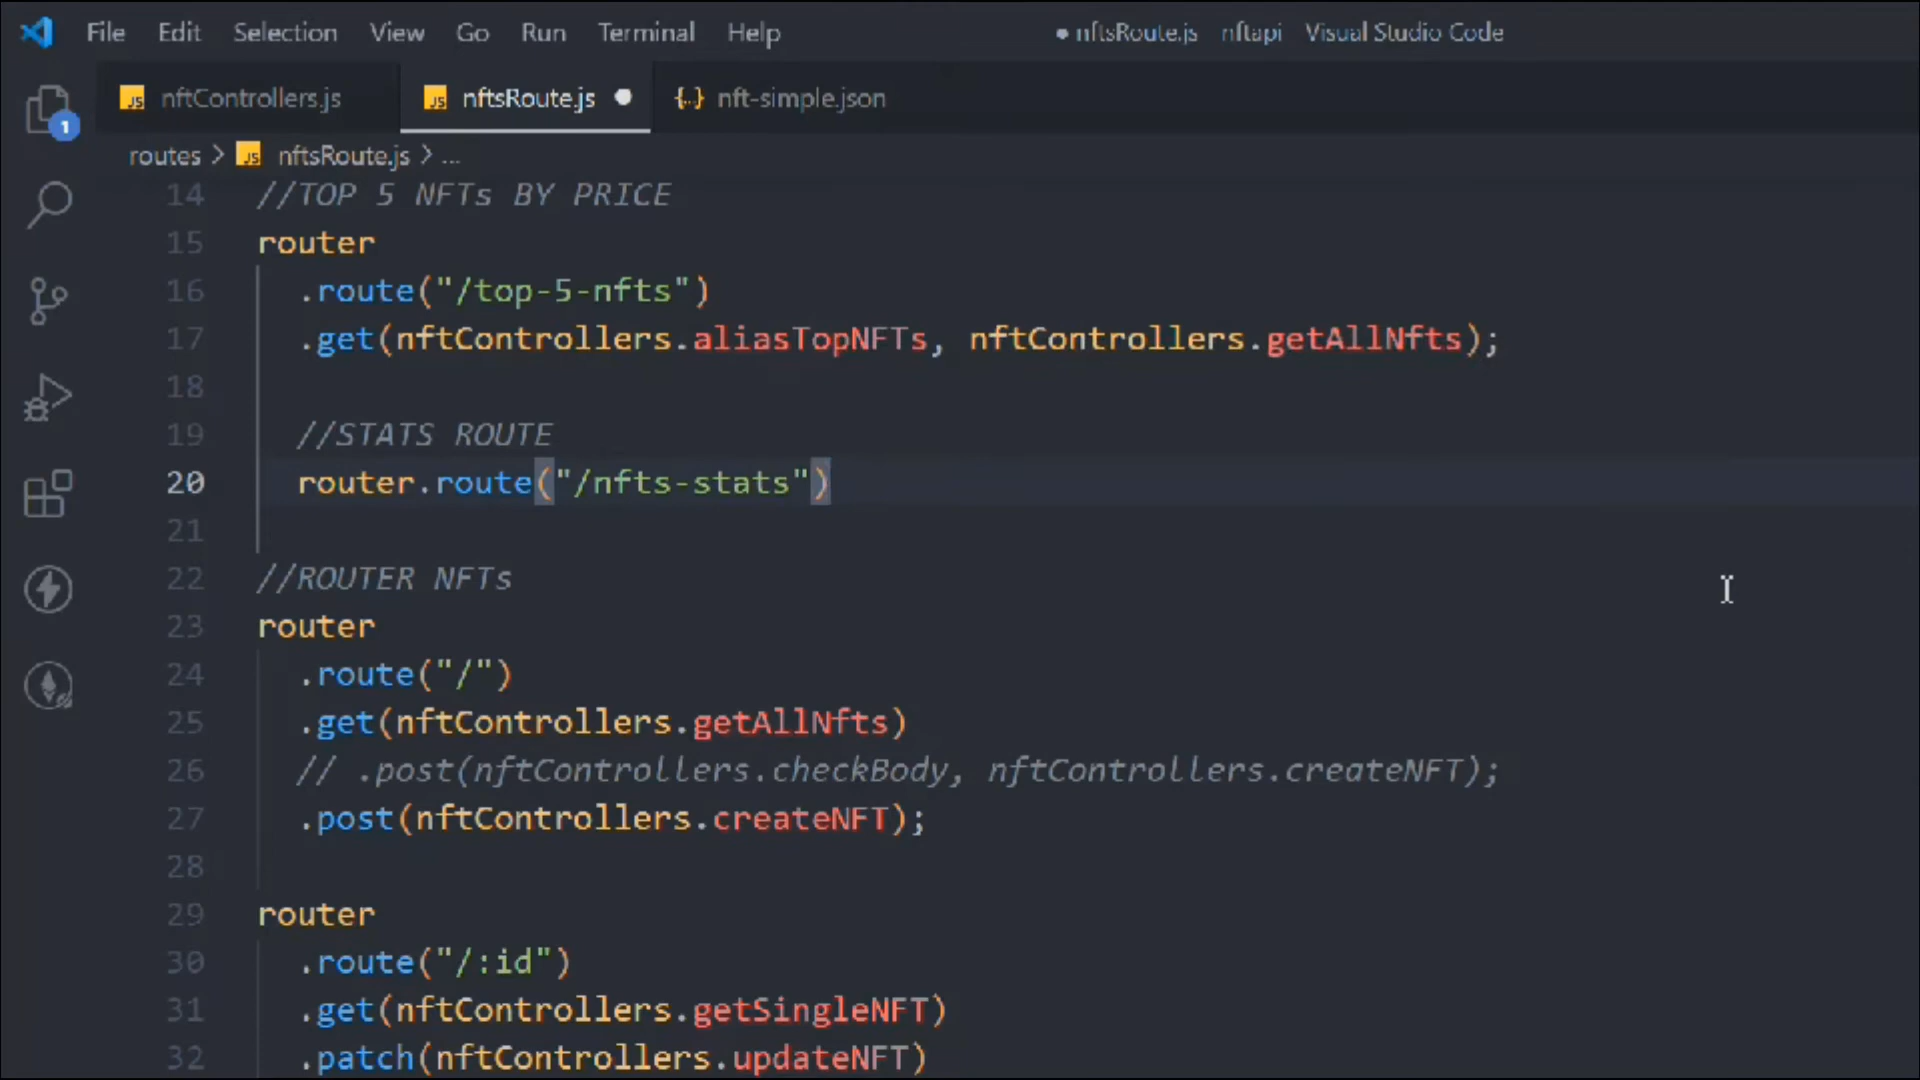 File Edit Selection View Go Run Terminal Help ● nftsRoute.js nftapi Visual Studio Code
JS nftControllers.js JS nftsRoute.js ● {..} nft-simple.json
1
routes > JS nftsRoute.js > ...
14 //TOP 5 NFTs BY PRICE
15 router
16 .route("/top-5-nfts")
17 .get(nftControllers.aliasTopNFTs, nftControllers.getAllNfts);
18
19 //STATS ROUTE
20 router.route("/nfts-stats")
21
22 //ROUTER NFTs
23 router
24 .route("/")
25 .get(nftControllers.getAllNfts)
26 // .post(nftControllers.checkBody, nftControllers.createNFT);
27 .post(nftControllers.createNFT);
28
29 router
30 .route("/:id")
31 .get(nftControllers.getSingleNFT)
32 .patch(nftControllers.updateNFT)